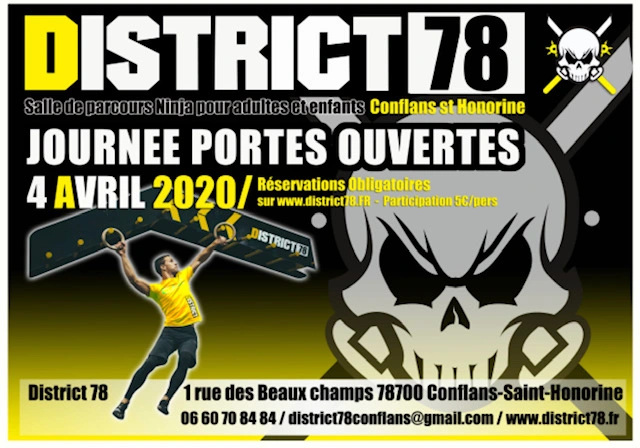 DISTRICT 78
Salle de parcours Ninja pour adultes et enfants Conflans st Honorine
JOURNEE PORTES OUVERTES
4 AVRIL 2020/
Réservations Obligatoires
sur www.district78.FR - Participation 5€/pers
DISTRICT 78
DISTRICT
District 78
1 rue des Beaux champs 78700 Conflans-Saint-Honorine
06 60 70 84 84 / district78conflans@gmail.com / www.district78.fr